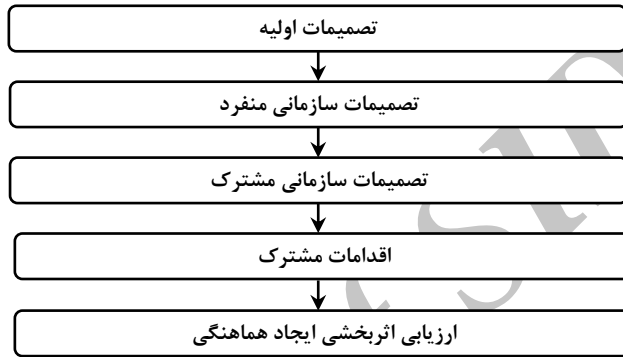 تصمیمات اولیه
تصمیمات سازمانی منفرد
تصمیمات سازمانی مشترک
اقدامات مشترک
ارزیابی اثربخشی ایجاد هماهنگی